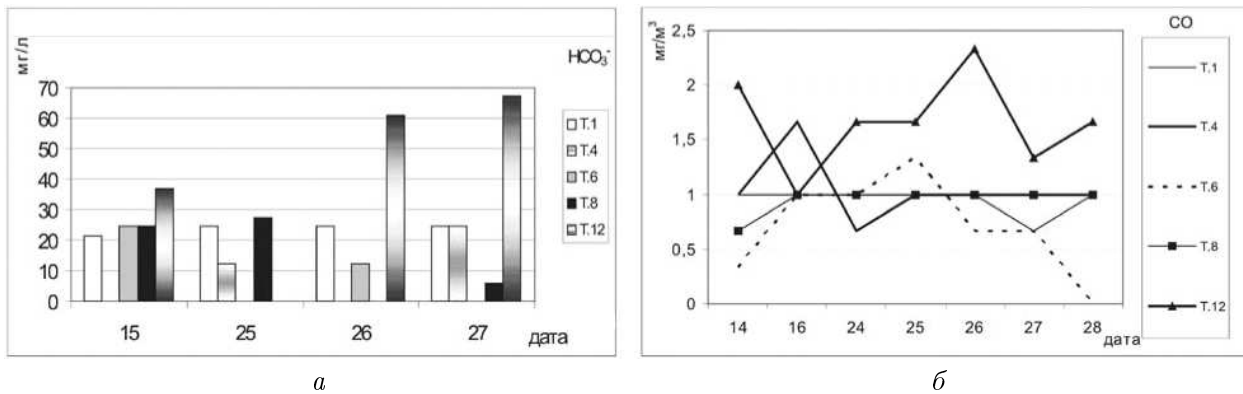 мг/л
HCO₃⁻
70
60
50
40
30
20
10
0
15 25 26 27
дата
Т.1
Т.4
Т.6
Т.8
Т.12
а
мг/м³
CO
2,5
2
1,5
1
0,5
0
14 16 24 25 26 27 28
дата
Т.1
Т.4
Т.6
Т.8
Т.12
б